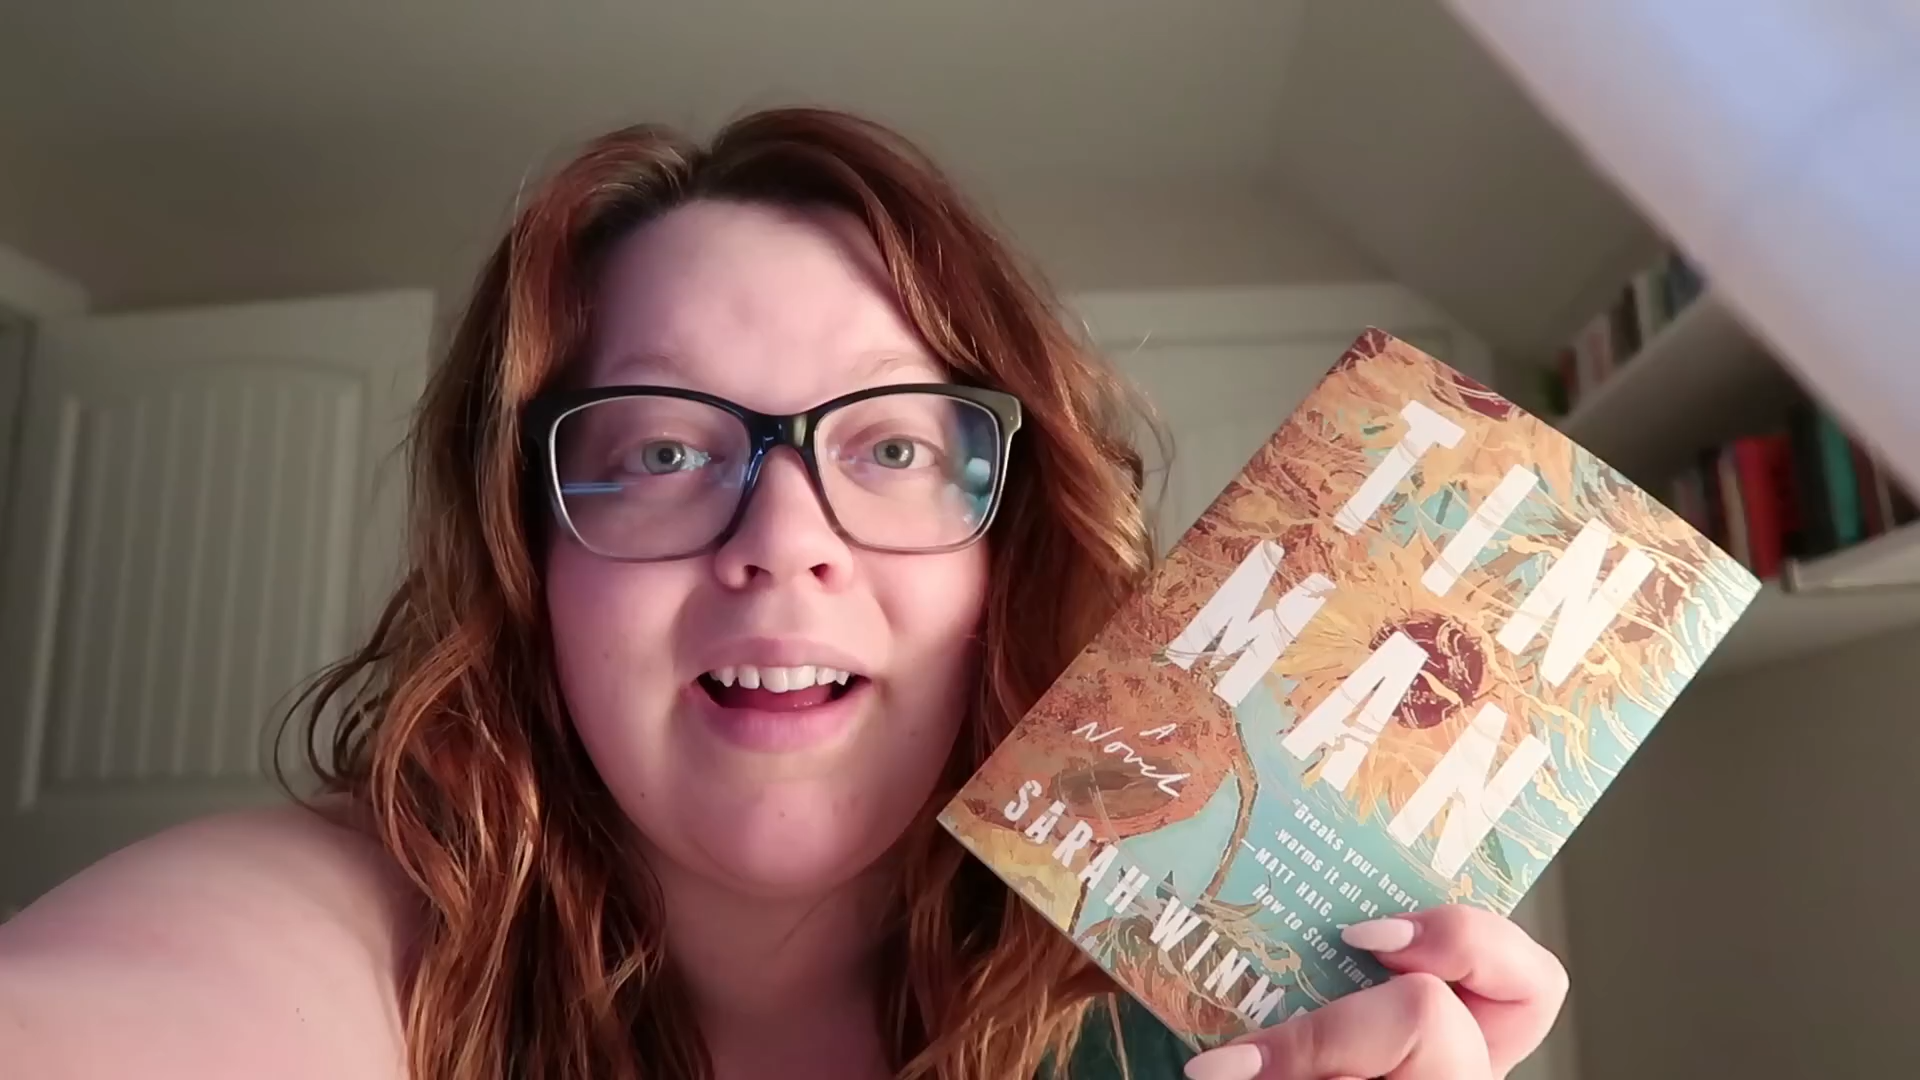 TIN
MAN
A
Novel
"Breaks your heart
warms it all at
—MATT HAIG,
How to Stop Time
SARAH WINM